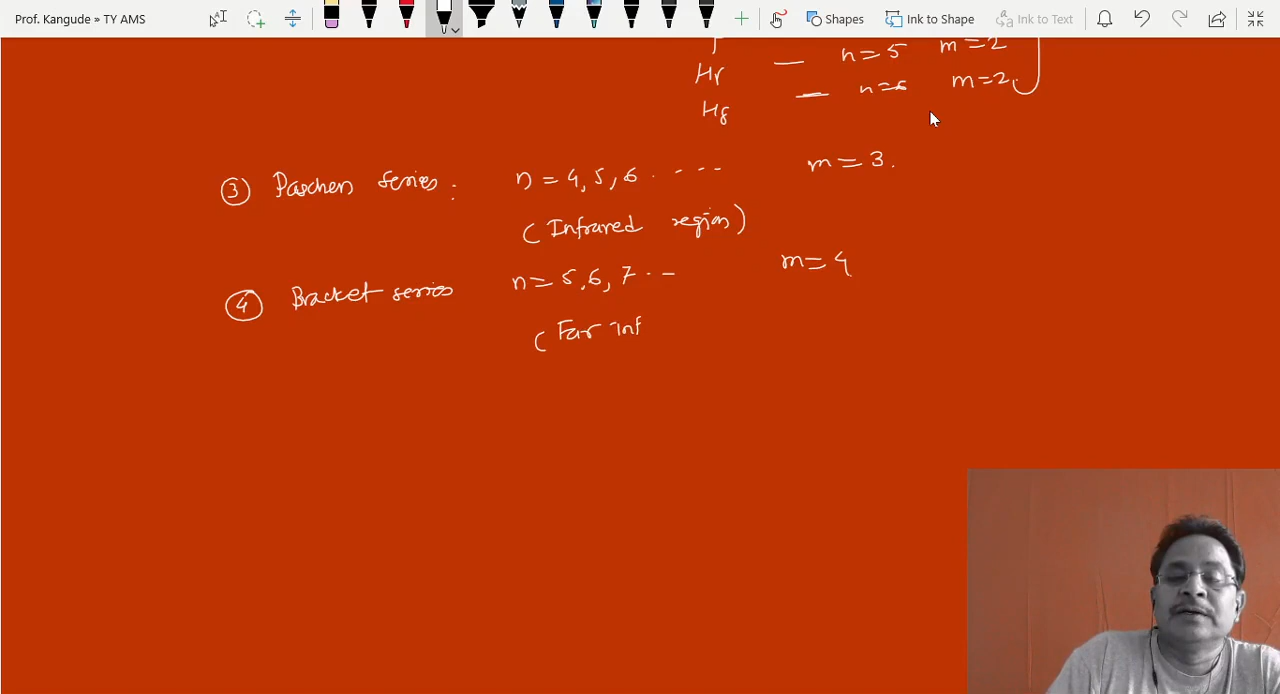 Prof. Kangude » TY AMS
Shapes
Ink to Shape
Ink to Text
— n = 5 m = 2
Hγ — n = 6 m = 2
Hδ
③ Paschen series : n = 4, 5, 6 . - -- m = 3.
( Infrared region )
④ Bracket series n = 5, 6, 7 . . — m = 4
( Far inf